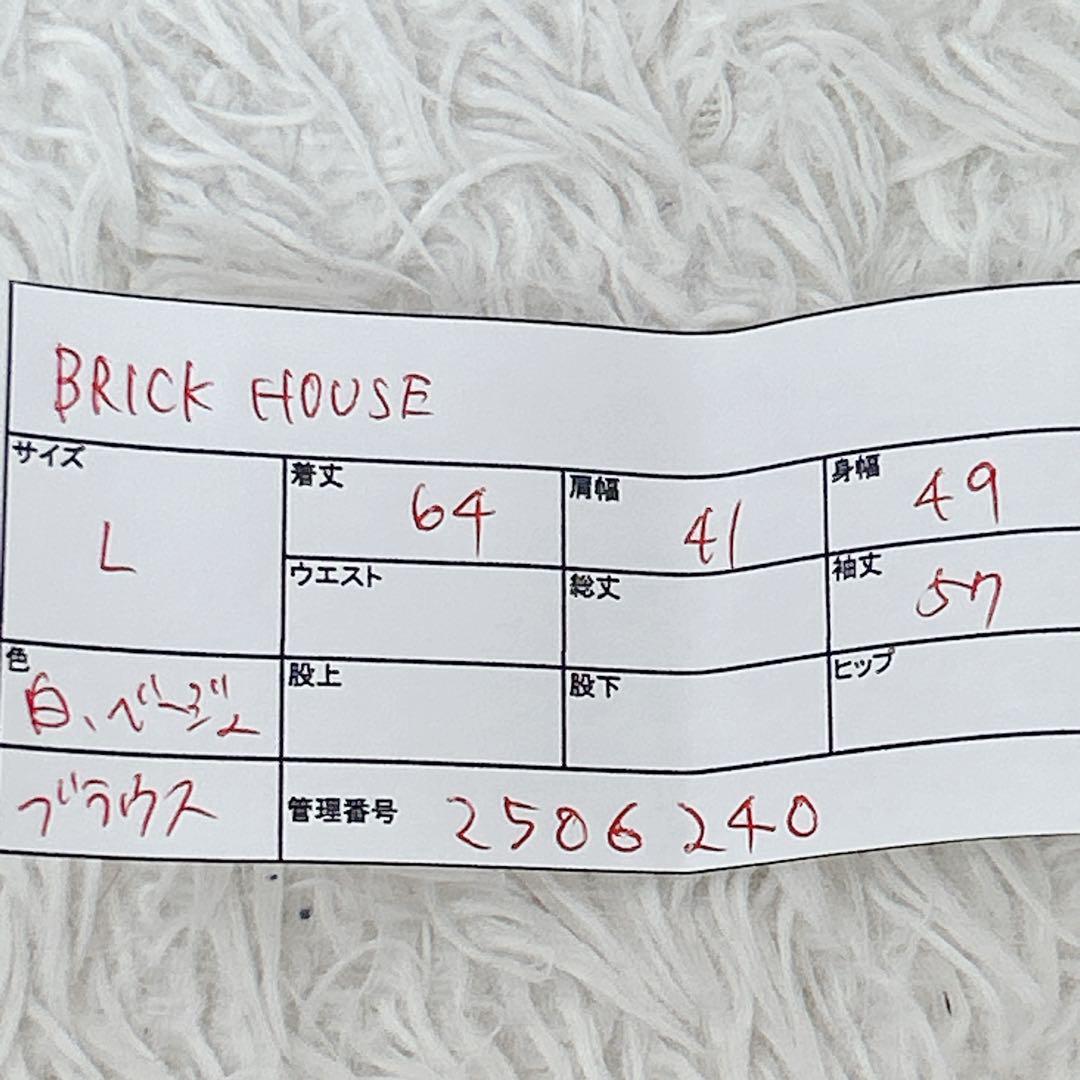 BRICK HOUSE
サイズ L
着丈 64
肩幅 41
身幅 49
ウエスト
総丈
袖丈 57
色 白、ベージュ
股上
股下
ヒップ
ブラウス
管理番号 2506240